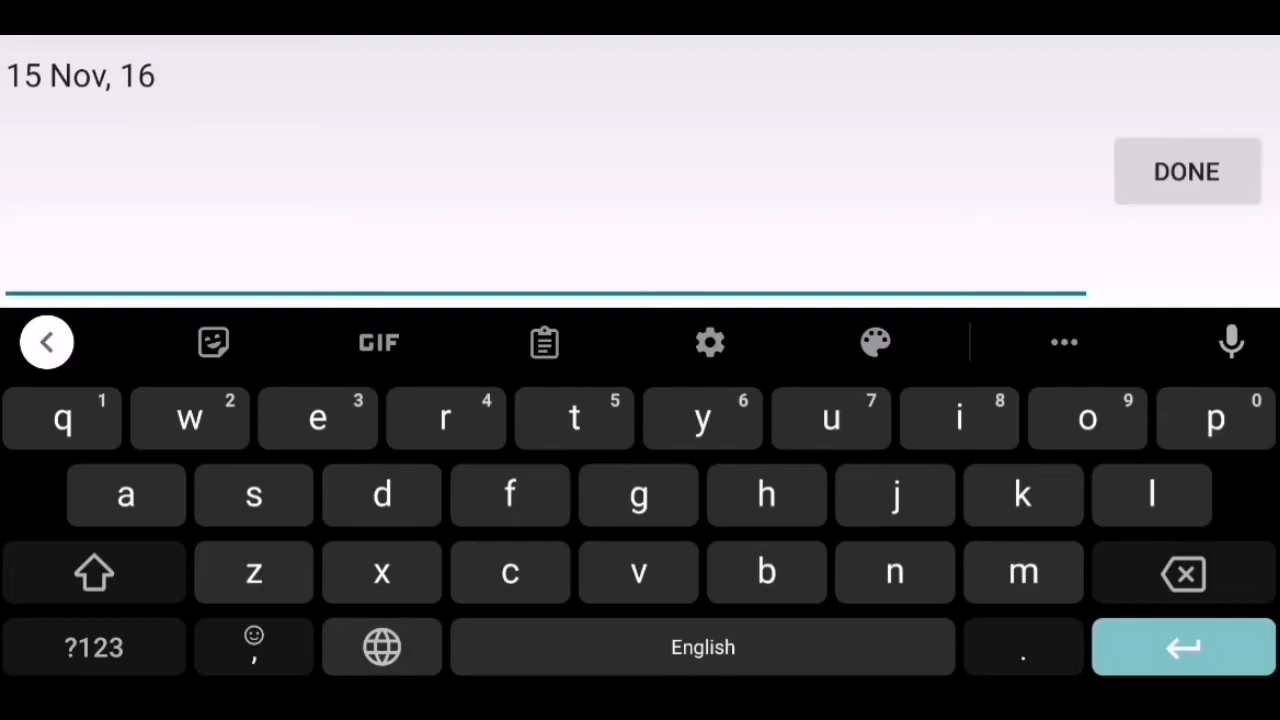 15 Nov, 16
DONE
GIF
q 1 w 2 e 3 r 4 t 5 y 6 u 7 i 8 o 9 p 0
a s d f g h j k l
z x c v b n m
?123 , English .